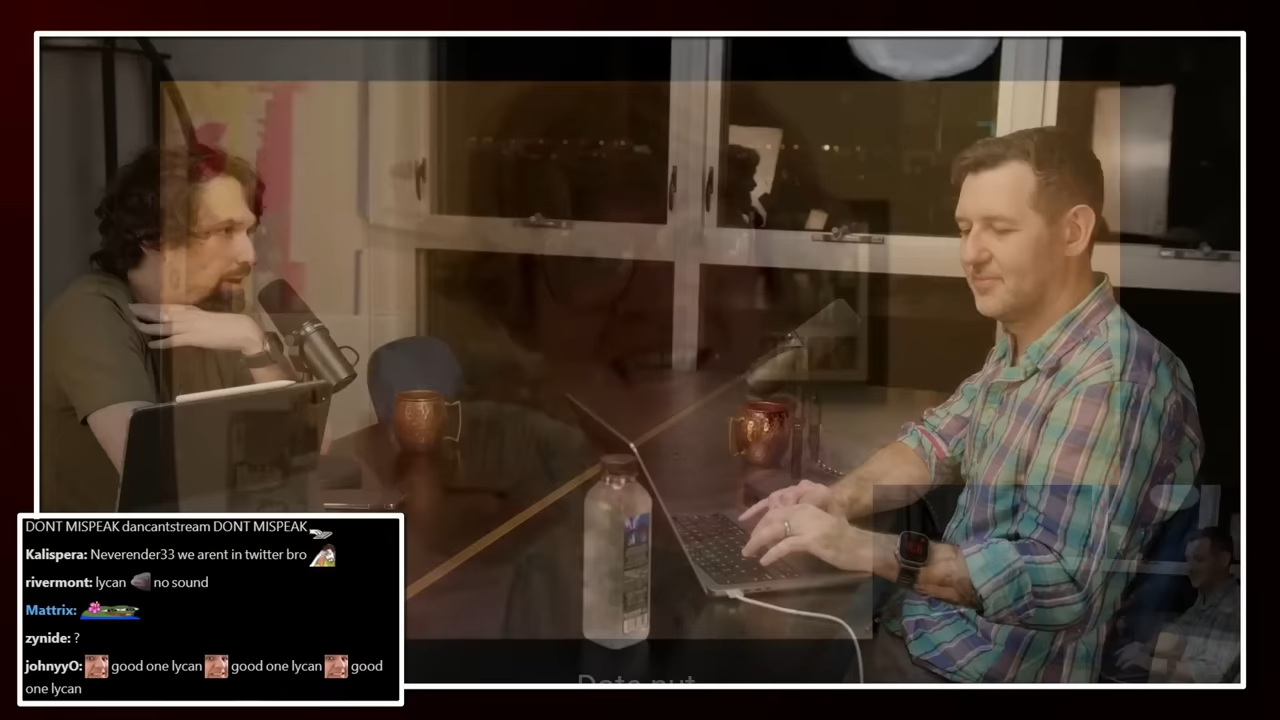 DONT MISPEAK dancantstream DONT MISPEAK
Kalispera: Neverender33 we arent in twitter bro
rivermont: lycan no sound
Mattrix:
zynide: ?
johnyyO: good one lycan good one lycan good
one lycan